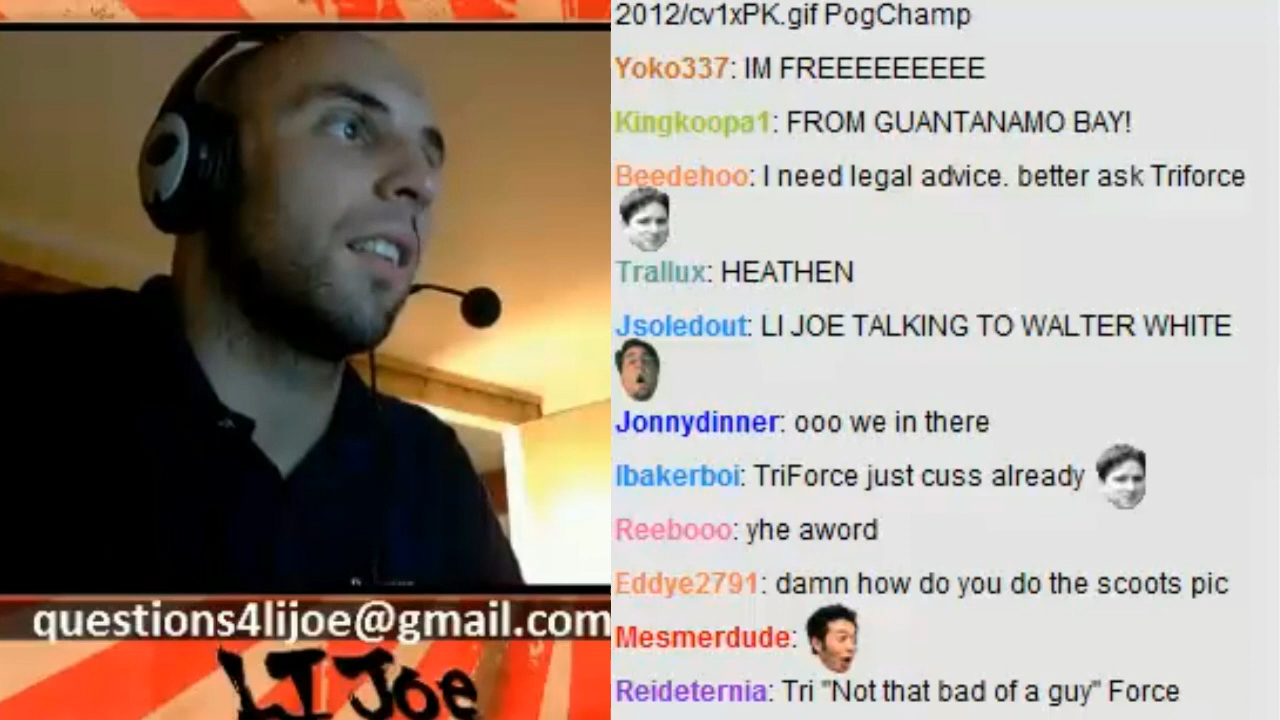 questions4lijoe@gmail.com
LI Joe
2012/cv1xPK.gif PogChamp
Yoko337: IM FREEEEEEEEE
Kingkoopa1: FROM GUANTANAMO BAY!
Beedehoo: I need legal advice. better ask Triforce
Trallux: HEATHEN
Jsoledout: LI JOE TALKING TO WALTER WHITE
Jonnydinner: ooo we in there
Ibakerboi: TriForce just cuss already
Reebooo: yhe aword
Eddye2791: damn how do you do the scoots pic
Mesmerdude:
Reideternia: Tri "Not that bad of a guy" Force